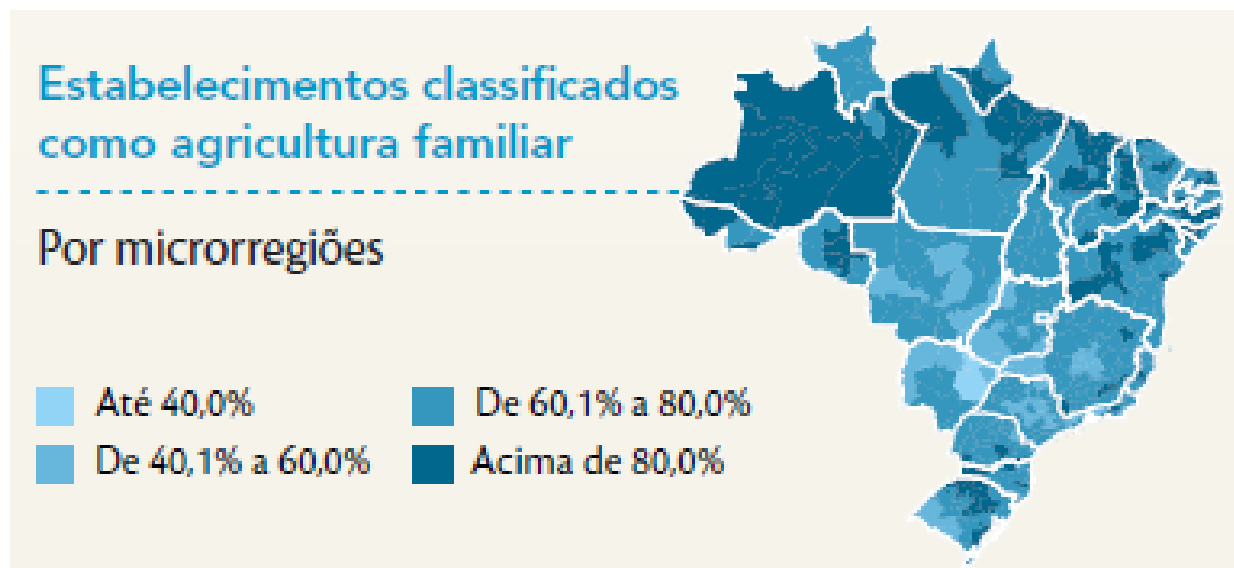 Estabelecimentos classificados
como agricultura familiar
Por microrregiões
Até 40,0%
De 40,1% a 60,0%
De 60,1% a 80,0%
Acima de 80,0%